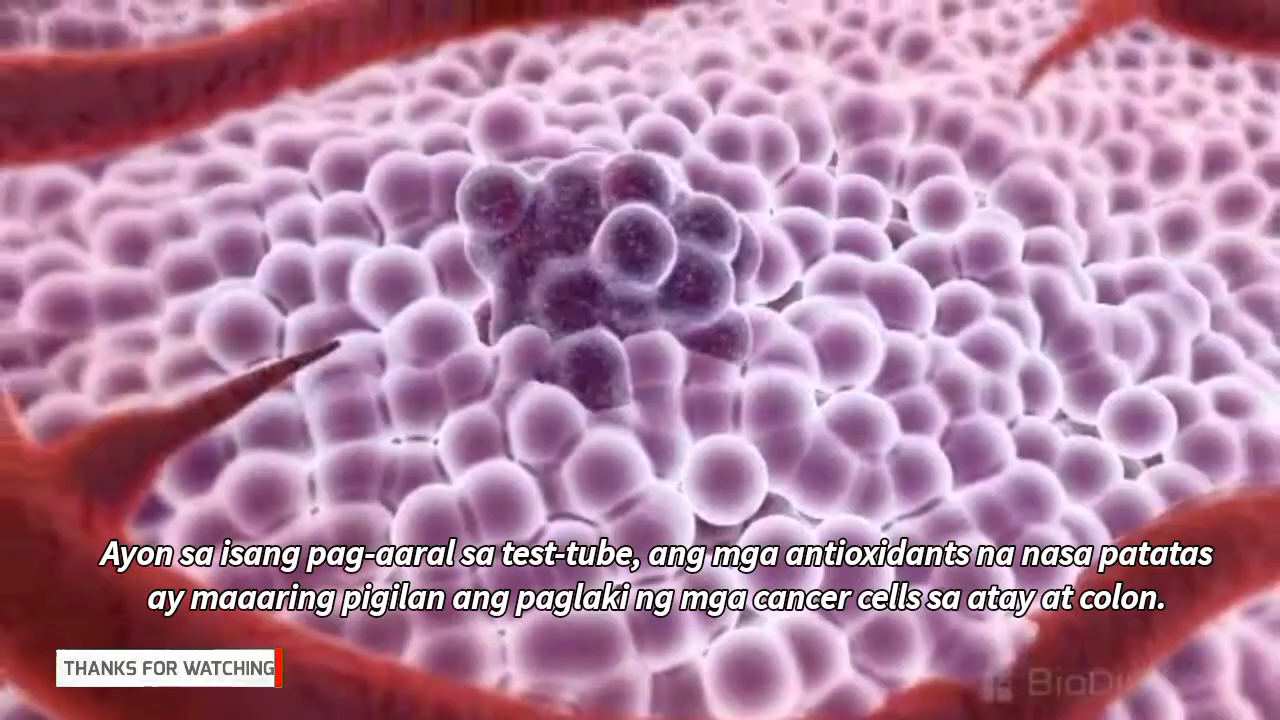 Ayon sa isang pag-aaral sa test-tube, ang mga antioxidants na nasa patatas
ay maaaring pigilan ang paglaki ng mga cancer cells sa atay at colon.
THANKS FOR WATCHING